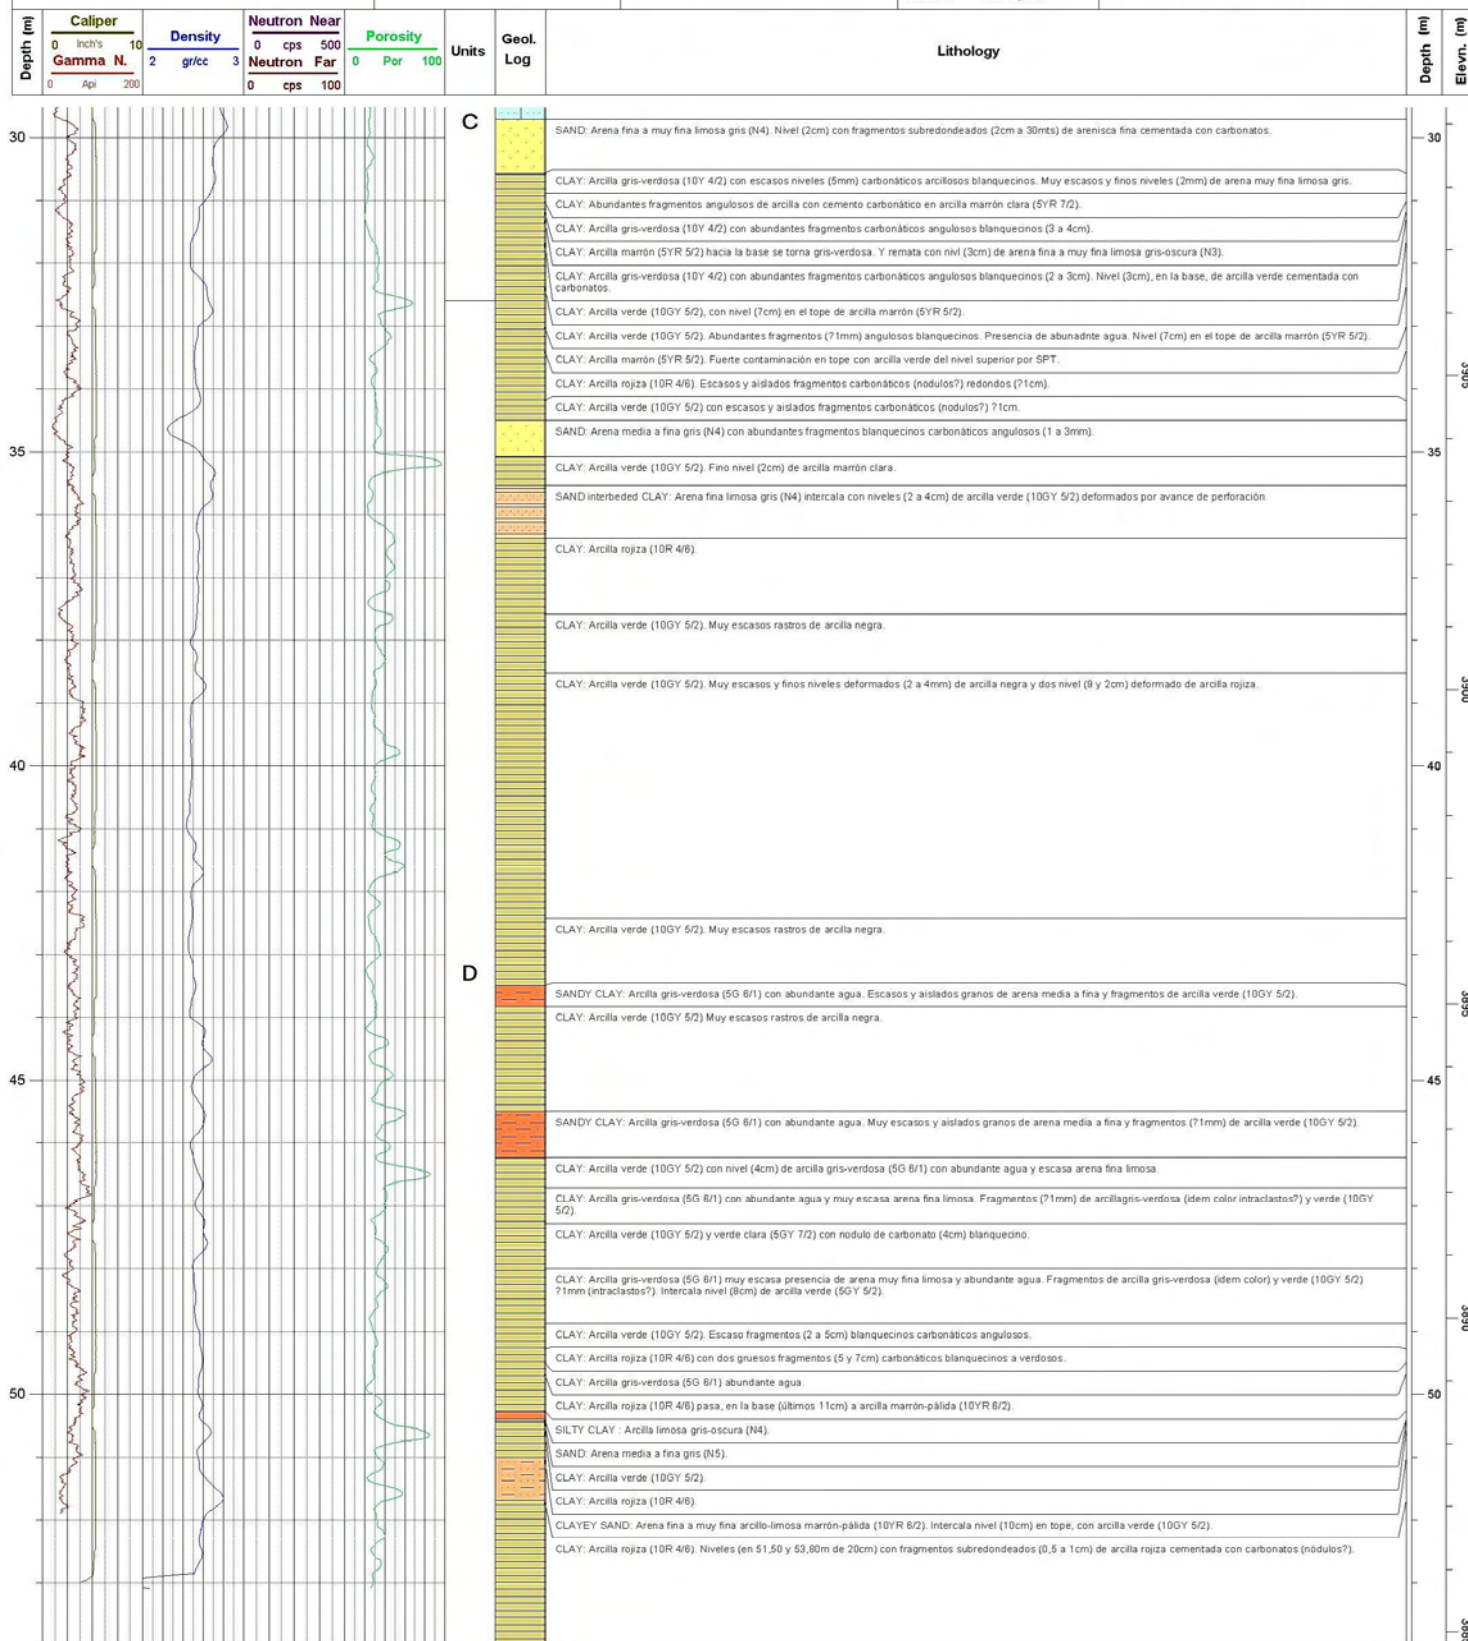 Depth (m)
Caliper
0 Inch's 10
Gamma N.
0 Api 200
Density
2 gr/cc 3
Neutron Near
0 cps 500
Neutron Far
0 cps 100
Porosity
0 Por 100
Units
Geol.
Log
Lithology
Depth (m)
Elevn. (m)
C
30
SAND: Arena fina a muy fina limosa gris (N4). Nivel (2cm) con fragmentos subredondeados (2cm a 30mts) de arenisca fina cementada con carbonatos.
30
CLAY: Arcilla gris-verdosa (10Y 4/2) con escasos niveles (5mm) carbonáticos arcillosos blanquecinos. Muy escasos y finos niveles (2mm) de arena muy fina limosa gris.
CLAY: Abundantes fragmentos angulosos de arcilla con cemento carbonático en arcilla marrón clara (5YR 7/2).
CLAY: Arcilla gris-verdosa (10Y 4/2) con abundantes fragmentos carbonáticos angulosos blanquecinos (3 a 4cm).
CLAY: Arcilla marrón (5YR 5/2) hacia la base se torna gris-verdosa. Y remata con nivl (3cm) de arena fina a muy fina limosa gris-oscura (N3).
CLAY: Arcilla gris-verdosa (10Y 4/2) con abundantes fragmentos carbonáticos angulosos blanquecinos (2 a 3cm). Nivel (3cm), en la base, de arcilla verde cementada con
carbonatos.
CLAY: Arcilla verde (10GY 5/2), con nivel (7cm) en el tope de arcilla marrón (5YR 5/2).
CLAY: Arcilla verde (10GY 5/2). Abundantes fragmentos (?1mm) angulosos blanquecinos. Presencia de abunadnte agua. Nivel (7cm) en el tope de arcilla marrón (5YR 5/2).
CLAY: Arcilla marrón (5YR 5/2). Fuerte contaminación en tope con arcilla verde del nivel superior por SPT.
CLAY: Arcilla rojiza (10R 4/6). Escasos y aislados fragmentos carbonáticos (nodulos?) redondos (?1cm).
3905
CLAY: Arcilla verde (10GY 5/2) con escasos y aislados fragmentos carbonáticos (nodulos?) ?1cm.
SAND: Arena media a fina gris (N4) con abundantes fragmentos blanquecinos carbonáticos angulosos (1 a 3mm).
35
35
CLAY: Arcilla verde (10GY 5/2). Fino nivel (2cm) de arcilla marrón clara.
SAND interbeded CLAY: Arena fina limosa gris (N4) intercala con niveles (2 a 4cm) de arcilla verde (10GY 5/2) deformados por avance de perforación.
CLAY: Arcilla rojiza (10R 4/6).
CLAY: Arcilla verde (10GY 5/2). Muy escasos rastros de arcilla negra.
CLAY: Arcilla verde (10GY 5/2). Muy escasos y finos niveles deformados (2 a 4mm) de arcilla negra y dos nivel (9 y 2cm) deformado de arcilla rojiza.
3900
40
40
CLAY: Arcilla verde (10GY 5/2). Muy escasos rastros de arcilla negra.
D
SANDY CLAY: Arcilla gris-verdosa (5G 6/1) con abundante agua. Escasos y aislados granos de arena media a fina y fragmentos de arcilla verde (10GY 5/2).
3895
CLAY: Arcilla verde (10GY 5/2) Muy escasos rastros de arcilla negra.
45
45
SANDY CLAY: Arcilla gris-verdosa (5G 6/1) con abundante agua. Muy escasos y aislados granos de arena media a fina y fragmentos (?1mm) de arcilla verde (10GY 5/2).
CLAY: Arcilla verde (10GY 5/2) con nivel (4cm) de arcilla gris-verdosa (5G 6/1) con abundante agua y escasa arena fina limosa.
CLAY: Arcilla gris-verdosa (5G 6/1) con abundante agua y muy escasa arena fina limosa. Fragmentos (?1mm) de arcillagris-verdosa (idem color intraclastos?) y verde (10GY
5/2).
CLAY: Arcilla verde (10GY 5/2) y verde clara (5GY 7/2) con nodulo de carbonato (4cm) blanquecino.
CLAY: Arcilla gris-verdosa (5G 6/1) muy escasa presencia de arena muy fina limosa y abundante agua. Fragmentos de arcilla gris-verdosa (idem color) y verde (10GY 5/2)
?1mm (intraclastos?). Intercala nivel (8cm) de arcilla verde (5GY 5/2).
3890
CLAY: Arcilla verde (10GY 5/2). Escaso fragmentos (2 a 5cm) blanquecinos carbonáticos angulosos.
CLAY: Arcilla rojiza (10R 4/6) con dos gruesos fragmentos (5 y 7cm) carbonáticos blanquecinos a verdosos.
CLAY: Arcilla gris-verdosa (5G 6/1) abundante agua.
50
50
CLAY: Arcilla rojiza (10R 4/6) pasa, en la base (últimos 11cm) a arcilla marrón-pálida (10YR 6/2).
SILTY CLAY : Arcilla limosa gris-oscura (N4).
SAND: Arena media a fina gris (N5).
CLAY: Arcilla verde (10GY 5/2).
CLAY: Arcilla rojiza (10R 4/6).
CLAYEY SAND: Arena fina a muy fina arcillo-limosa marrón-pálida (10YR 6/2). Intercala nivel (10cm) en tope, con arcilla verde (10GY 5/2).
CLAY: Arcilla rojiza (10R 4/6). Niveles (en 51,50 y 53,80m de 20cm) con fragmentos subredondeados (0,5 a 1cm) de arcilla rojiza cementada con carbonatos (nódulos?).